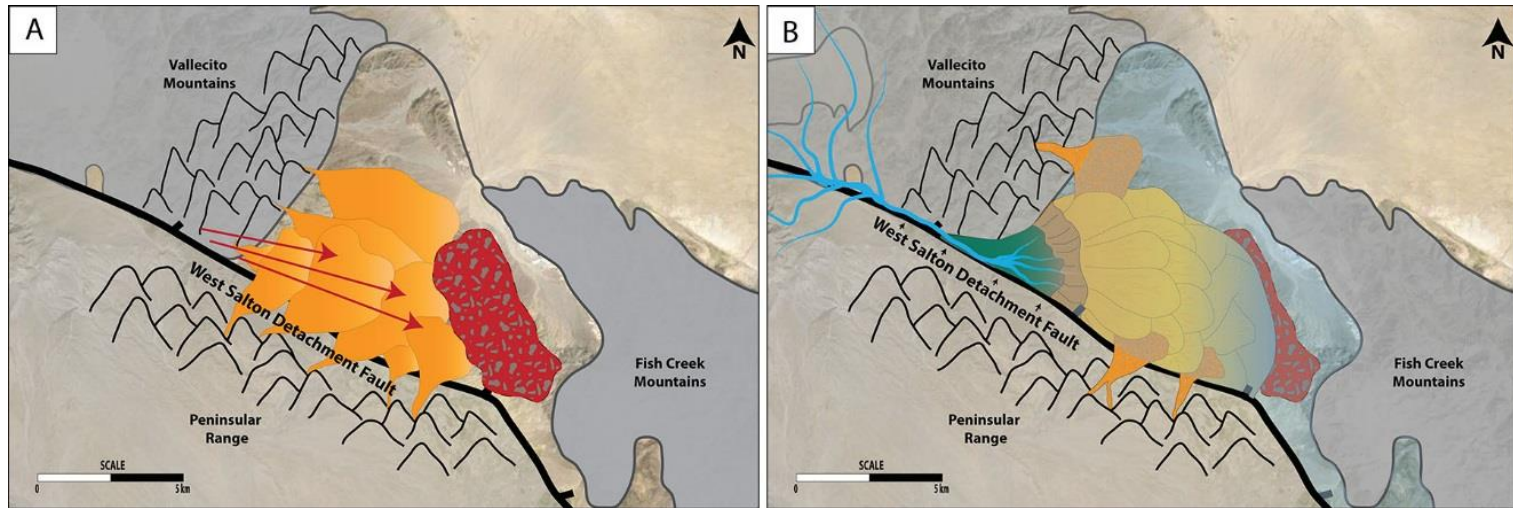 A
N
Vallecito
Mountains
West Salton Detachment Fault
Fish Creek
Mountains
Peninsular
Range
SCALE
0
5 km
B
N
Vallecito
Mountains
West Salton Detachment Fault
Fish Creek
Mountains
Peninsular
Range
SCALE
0
5 km